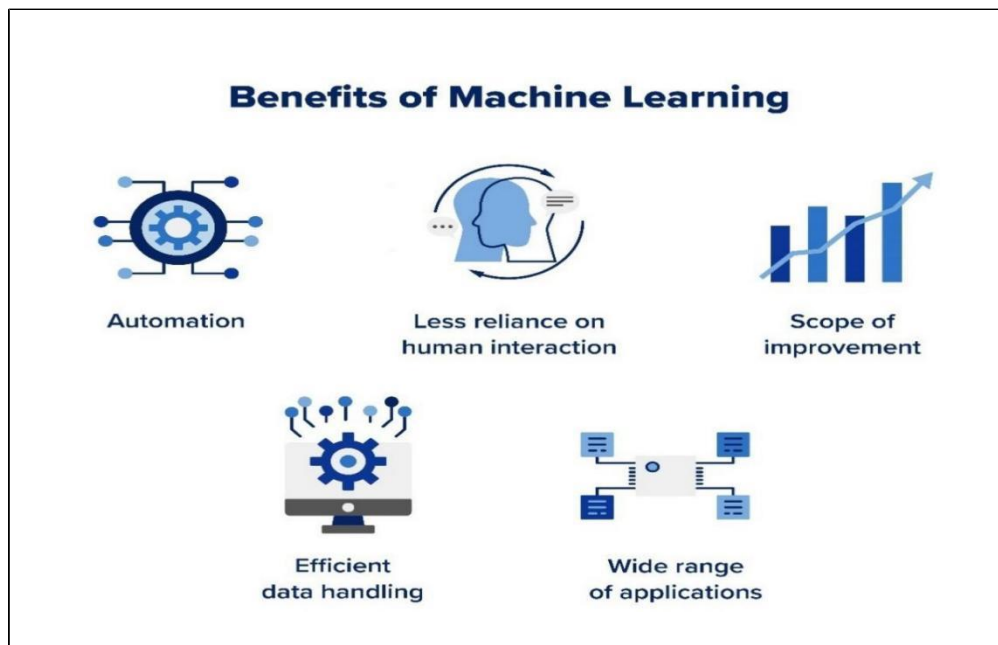 Benefits of Machine Learning
Automation
Less reliance on
human interaction
Scope of
improvement
Efficient
data handling
Wide range
of applications